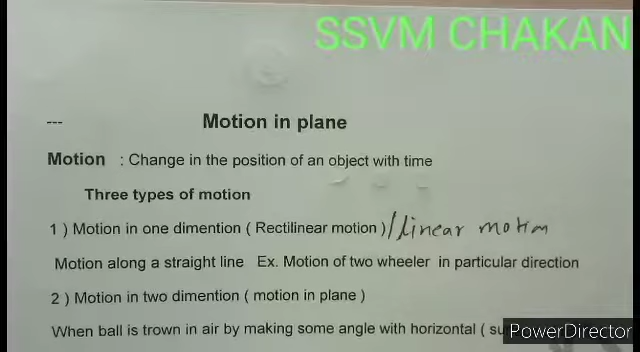 SSVM CHAKAN
---
Motion in plane
Motion : Change in the position of an object with time
Three types of motion
1 ) Motion in one dimention ( Rectilinear motion ) / linear motion
Motion along a straight line Ex. Motion of two wheeler in particular direction
2 ) Motion in two dimention ( motion in plane )
When ball is trown in air by making some angle with horizontal (
PowerDirector